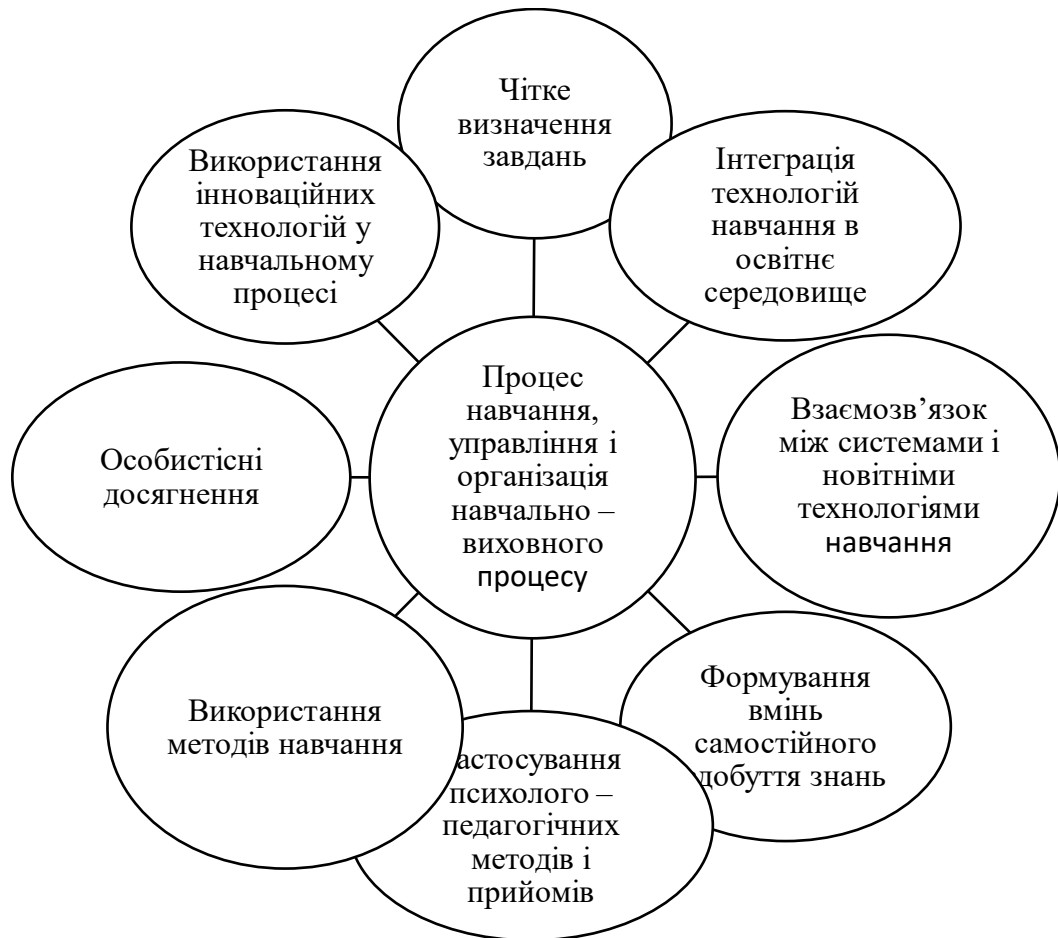 Чітке
визначення
завдань
Інтеграція
технологій
навчання в
освітнє
середовище
Взаємозв’язок
між системами і
новітніми
технологіями
навчання
Формування
вмінь
самостійного
добуття знань
астосування
психолого –
педагогічних
методів і
прийомів
Використання
методів навчання
Особистісні
досягнення
Використання
інноваційних
технологій у
навчальному
процесі
Процес
навчання,
управління і
організація
навчально –
виховного
процесу